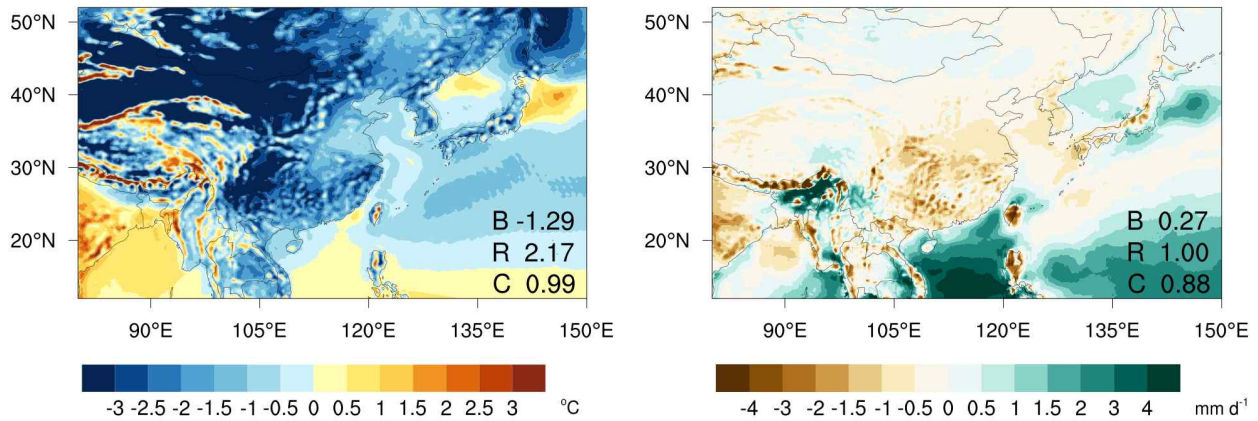 50°N
40°N
30°N
20°N
B -1.29
R 2.17
C 0.99
90°E 105°E 120°E 135°E 150°E
-3 -2.5 -2 -1.5 -1 -0.5 0 0.5 1 1.5 2 2.5 3 °C
50°N
40°N
30°N
20°N
B 0.27
R 1.00
C 0.88
90°E 105°E 120°E 135°E 150°E
-4 -3 -2 -1.5 -1 -0.5 0 0.5 1 1.5 2 3 4 mm d⁻¹